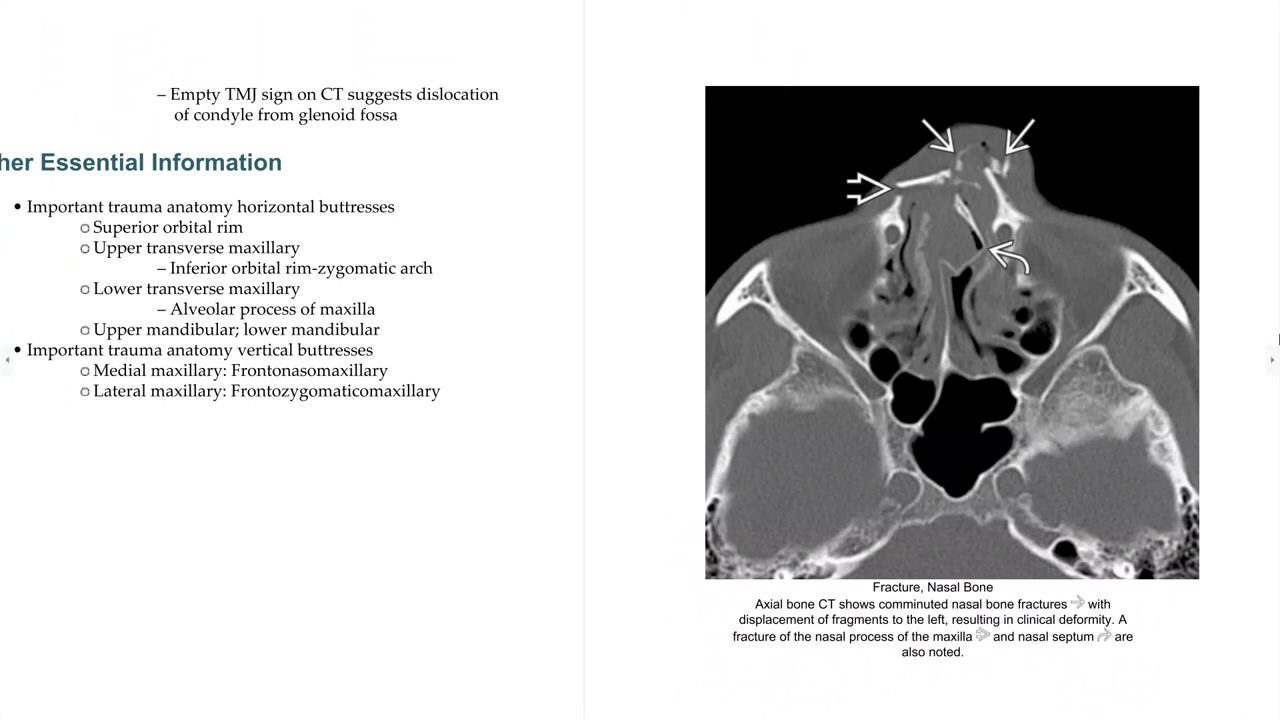 – Empty TMJ sign on CT suggests dislocation
of condyle from glenoid fossa
her Essential Information
• Important trauma anatomy horizontal buttresses
○ Superior orbital rim
○ Upper transverse maxillary
– Inferior orbital rim-zygomatic arch
○ Lower transverse maxillary
– Alveolar process of maxilla
○ Upper mandibular; lower mandibular
• Important trauma anatomy vertical buttresses
○ Medial maxillary: Frontonasomaxillary
○ Lateral maxillary: Frontozygomaticomaxillary
Fracture, Nasal Bone
Axial bone CT shows comminuted nasal bone fractures with
displacement of fragments to the left, resulting in clinical deformity. A
fracture of the nasal process of the maxilla and nasal septum are
also noted.